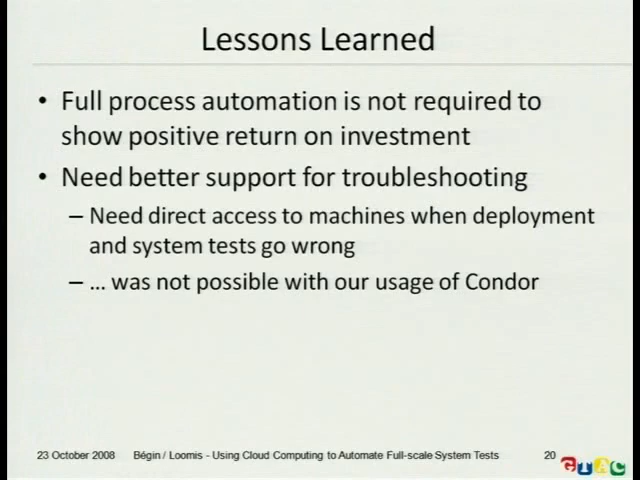 Lessons Learned
• Full process automation is not required to
show positive return on investment
• Need better support for troubleshooting
– Need direct access to machines when deployment
and system tests go wrong
– ... was not possible with our usage of Condor
23 October 2008 Bégin / Loomis - Using Cloud Computing to Automate Full-scale System Tests 20
GTAC